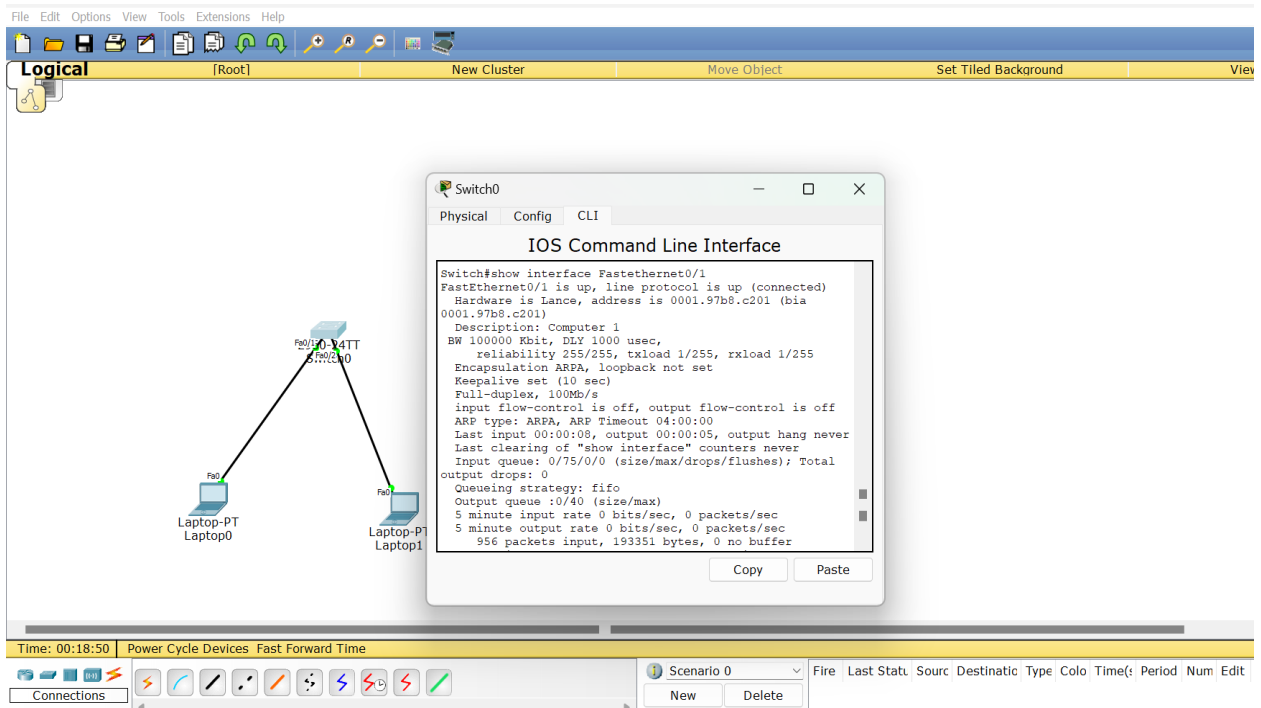 File Edit Options View Tools Extensions Help
Logical [Root] New Cluster Move Object Set Tiled Background View
Switch0
Physical Config CLI
IOS Command Line Interface
Switch#show interface Fastethernet0/1
FastEthernet0/1 is up, line protocol is up (connected)
Hardware is Lance, address is 0001.97b8.c201 (bia
0001.97b8.c201)
Description: Computer 1
BW 100000 Kbit, DLY 1000 usec,
reliability 255/255, txload 1/255, rxload 1/255
Encapsulation ARPA, loopback not set
Keepalive set (10 sec)
Full-duplex, 100Mb/s
input flow-control is off, output flow-control is off
ARP type: ARPA, ARP Timeout 04:00:00
Last input 00:00:08, output 00:00:05, output hang never
Last clearing of "show interface" counters never
Input queue: 0/75/0/0 (size/max/drops/flushes); Total
output drops: 0
Queueing strategy: fifo
Output queue :0/40 (size/max)
5 minute input rate 0 bits/sec, 0 packets/sec
5 minute output rate 0 bits/sec, 0 packets/sec
956 packets input, 193351 bytes, 0 no buffer
Copy Paste
Fa0/2
Fa0
Laptop-PT
Laptop0
Fa0
Laptop-PT
Laptop1
Time: 00:18:50 Power Cycle Devices Fast Forward Time
Connections
Scenario 0 Fire Last Statu Sourc Destinatio Type Colo Time(s Period Num Edit
New Delete